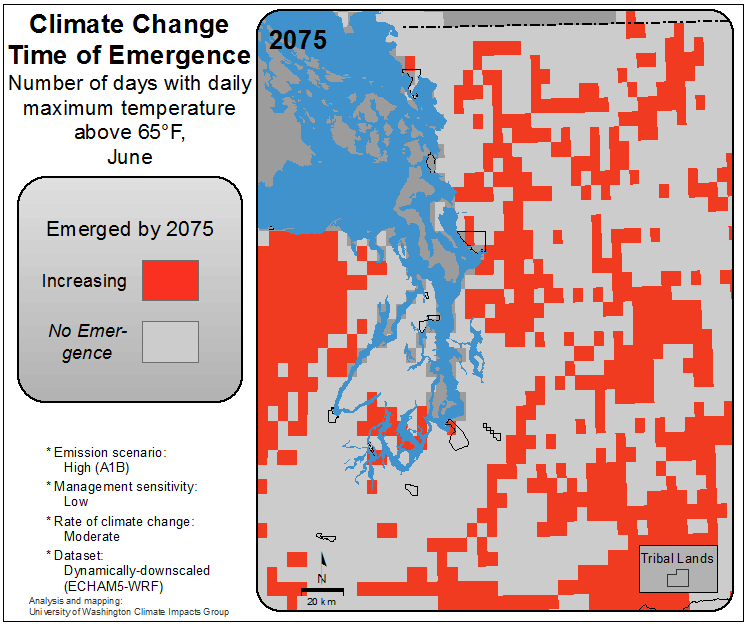 Climate Change
Time of Emergence
Number of days with daily
maximum temperature
above 65°F,
June
Emerged by 2075
Increasing
No Emer-
gence
* Emission scenario:
High (A1B)
* Management sensitivity:
Low
* Rate of climate change:
Moderate
* Dataset:
Dynamically-downscaled
(ECHAM5-WRF)
Analysis and mapping:
University of Washington Climate Impacts Group
2075
N
20 km
Tribal Lands